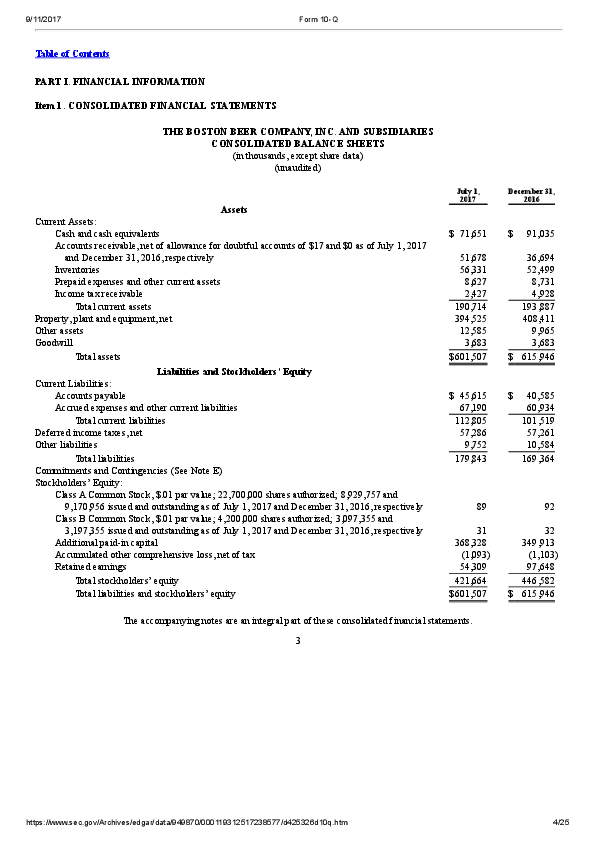 9/11/2017 Form 10-Q
Table of Contents
PART I. FINANCIAL INFORMATION
Item 1. CONSOLIDATED FINANCIAL STATEMENTS
THE BOSTON BEER COMPANY, INC. AND SUBSIDIARIES
CONSOLIDATED BALANCE SHEETS
(in thousands, except share data)
(unaudited)
July 1, December 31,
2017 2016
Assets
Current Assets:
Cash and cash equivalents $ 71,651 $ 91,035
Accounts receivable, net of allowance for doubtful accounts of $17 and $0 as of July 1, 2017
and December 31, 2016, respectively 51,678 36,694
Inventories 56,331 52,499
Prepaid expenses and other current assets 8,627 8,731
Income tax receivable 2,427 4,928
Total current assets 190,714 193,887
Property, plant and equipment, net 394,525 408,411
Other assets 12,585 9,965
Goodwill 3,683 3,683
Total assets $601,507 $ 615,946
Liabilities and Stockholders' Equity
Current Liabilities:
Accounts payable $ 45,615 $ 40,585
Accrued expenses and other current liabilities 67,190 60,934
Total current liabilities 112,805 101,519
Deferred income taxes, net 57,286 57,261
Other liabilities 9,752 10,584
Total liabilities 179,843 169,364
Commitments and Contingencies (See Note E)
Stockholders' Equity:
Class A Common Stock, $.01 par value; 22,700,000 shares authorized; 8,929,757 and
9,170,956 issued and outstanding as of July 1, 2017 and December 31, 2016, respectively 89 92
Class B Common Stock, $.01 par value; 4,200,000 shares authorized; 3,097,355 and
3,197,355 issued and outstanding as of July 1, 2017 and December 31, 2016, respectively 31 32
Additional paid-in capital 368,328 349,913
Accumulated other comprehensive loss, net of tax (1,093) (1,103)
Retained earnings 54,309 97,648
Total stockholders' equity 421,664 446,582
Total liabilities and stockholders' equity $601,507 $ 615,946
The accompanying notes are an integral part of these consolidated financial statements.
3
https://www.sec.gov/Archives/edgar/data/949870/000119312517238577/d425326d10q.htm 4/25